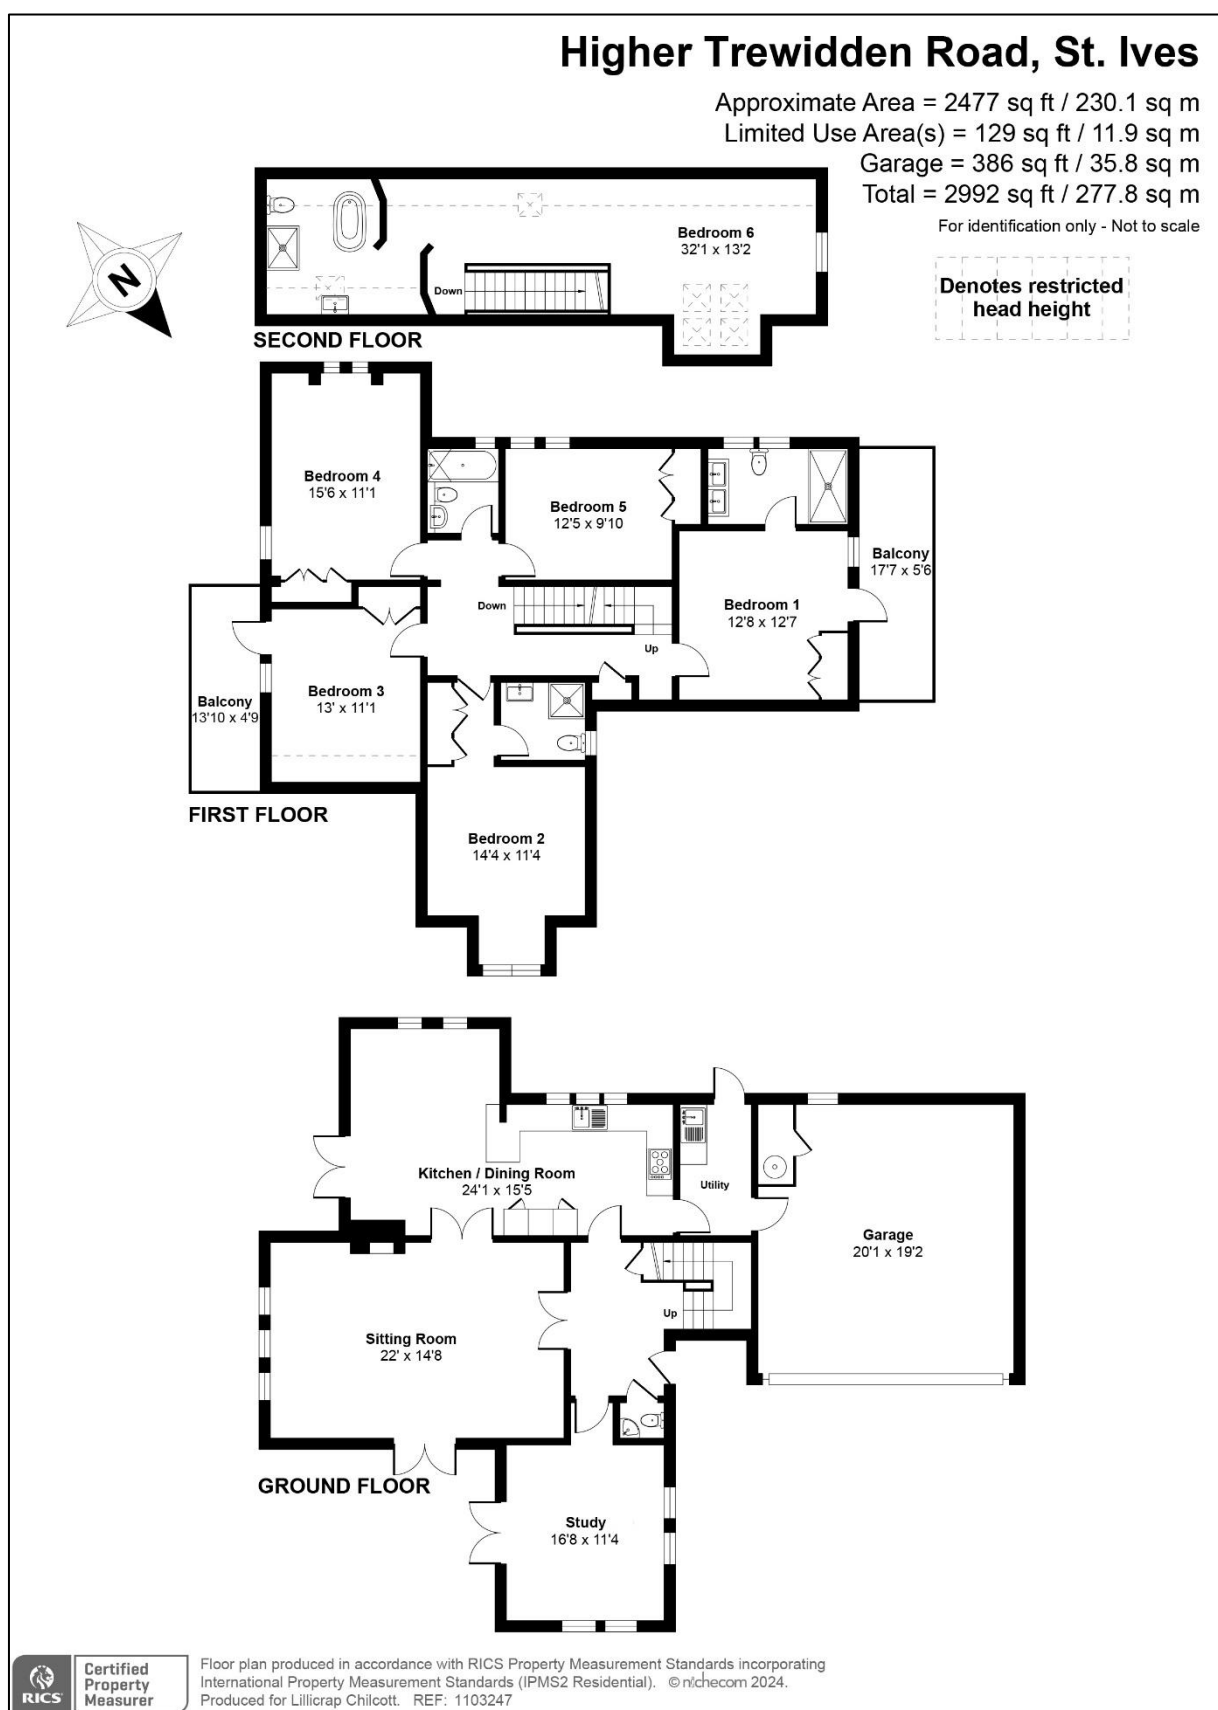 Higher Trewidden Road, St. Ives
Approximate Area = 2477 sq ft / 230.1 sq m
Limited Use Area(s) = 129 sq ft / 11.9 sq m
Garage = 386 sq ft / 35.8 sq m
Total = 2992 sq ft / 277.8 sq m
For identification only - Not to scale
Denotes restricted
head height
N
Bedroom 6
32'1 x 13'2
Down
SECOND FLOOR
Bedroom 4
15'6 x 11'1
Bedroom 5
12'5 x 9'10
Balcony
17'7 x 5'6
Bedroom 1
12'8 x 12'7
Down
Up
Bedroom 3
13' x 11'1
Balcony
13'10 x 4'9
FIRST FLOOR
Bedroom 2
14'4 x 11'4
Kitchen / Dining Room
24'1 x 15'5
Utility
Garage
20'1 x 19'2
Up
Sitting Room
22' x 14'8
GROUND FLOOR
Study
16'8 x 11'4
RICS
Certified
Property
Measurer
Floor plan produced in accordance with RICS Property Measurement Standards incorporating
International Property Measurement Standards (IPMS2 Residential). © nichecom 2024.
Produced for Lillicrap Chilcott. REF: 1103247